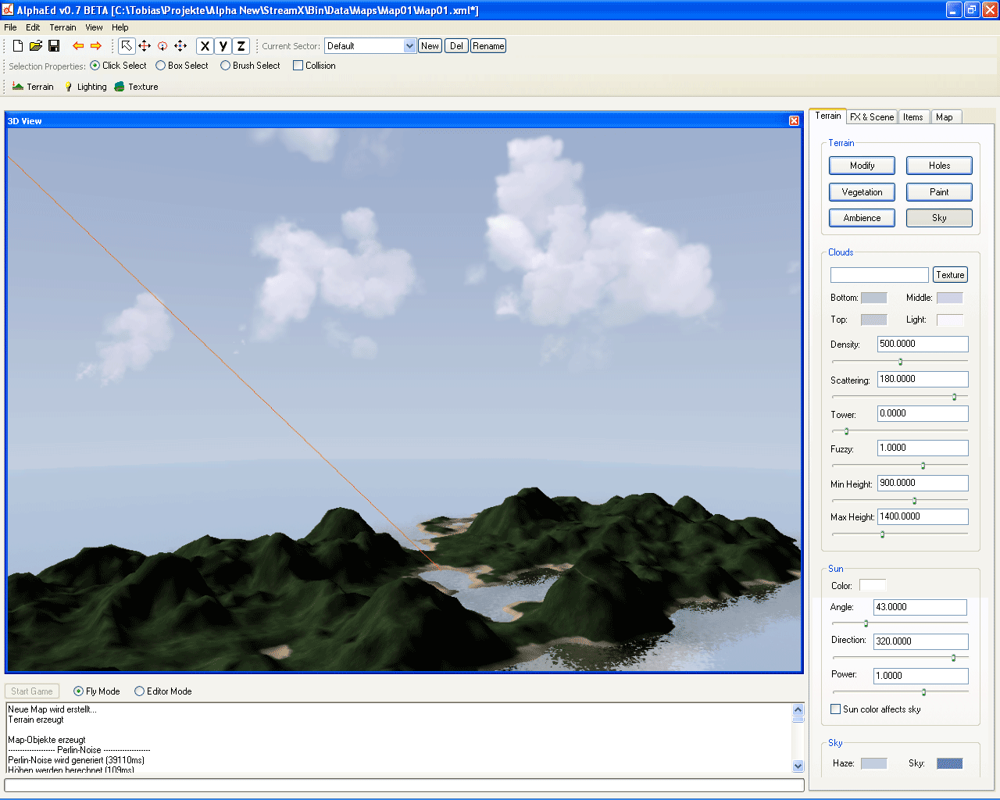 AlphaEd v0.7 BETA [C:\Tobias\Projekte\Alpha New\StreamX\Bin\Data\Maps\Map01\Map01.xml*]
File Edit Terrain View Help
X Y Z Current Sector: Default New Del Rename
Selection Properties: Click Select Box Select Brush Select Collision
Terrain Lighting Texture
3D View
Terrain FX & Scene Items Map
Terrain
Modify Holes
Vegetation Paint
Ambience Sky
Clouds
Texture
Bottom: Middle:
Top: Light:
Density: 500.0000
Scattering: 180.0000
Tower: 0.0000
Fuzzy: 1.0000
Min Height: 900.0000
Max Height: 1400.0000
Sun
Color:
Angle: 43.0000
Direction: 320.0000
Power: 1.0000
Sun color affects sky
Sky
Haze: Sky:
Start Game Fly Mode Editor Mode
Neue Map wird erstellt...
Terrain erzeugt
Map-Objekte erzeugt
-------------------- Perlin-Noise --------------------
Perlin-Noise wird generiert (39110ms)
Höhen werden berechnet (109ms)